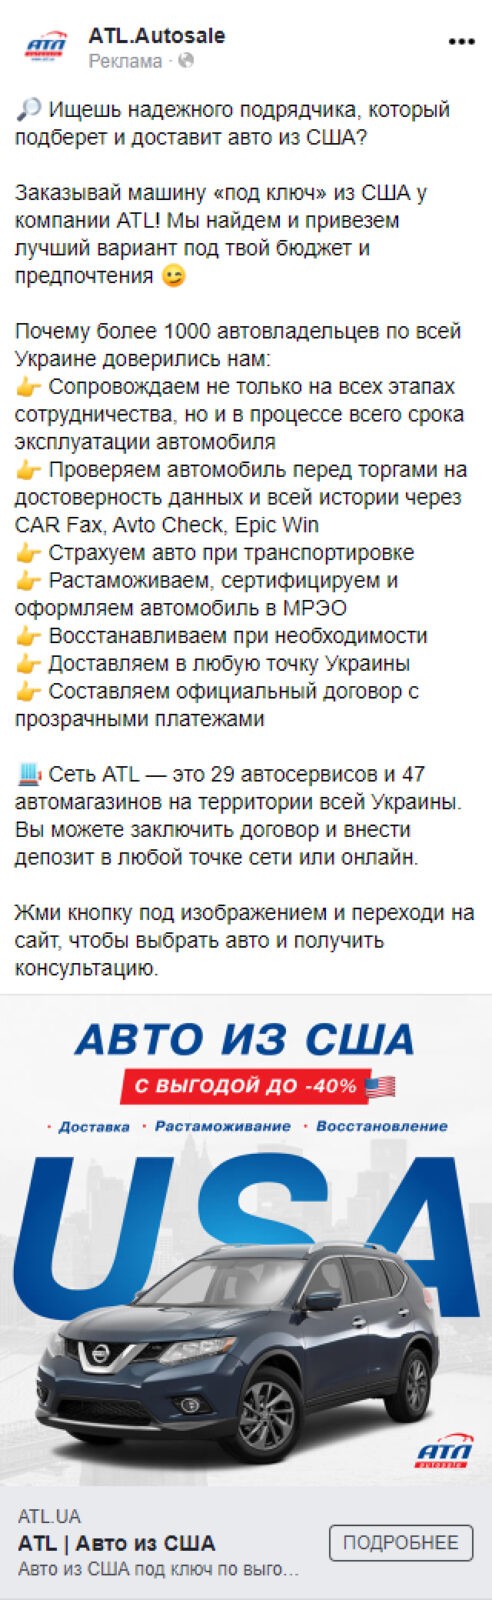 ATL.Autosale
Реклама ·
Ищешь надежного подрядчика, который
подберет и доставит авто из США?
Заказывай машину «под ключ» из США у
компании ATL! Мы найдем и привезем
лучший вариант под твой бюджет и
предпочтения
Почему более 1000 автовладельцев по всей
Украине доверились нам:
Сопровождаем не только на всех этапах
сотрудничества, но и в процессе всего срока
эксплуатации автомобиля
Проверяем автомобиль перед торгами на
достоверность данных и всей истории через
CAR Fax, Avto Check, Epic Win
Страхуем авто при транспортировке
Растаможиваем, сертифицируем и
оформляем автомобиль в МРЭО
Восстанавливаем при необходимости
Доставляем в любую точку Украины
Составляем официальный договор с
прозрачными платежами
Сеть ATL — это 29 автосервисов и 47
автомагазинов на территории всей Украины.
Вы можете заключить договор и внести
депозит в любой точке сети или онлайн.
Жми кнопку под изображением и переходи на
сайт, чтобы выбрать авто и получить
консультацию.
АВТО ИЗ США
С ВЫГОДОЙ ДО -40%
· Доставка · Растаможивание · Восстановление
USA
АТЛ
autosale
ATL.UA
ATL | Авто из США
Авто из США под ключ по выго...
ПОДРОБНЕЕ